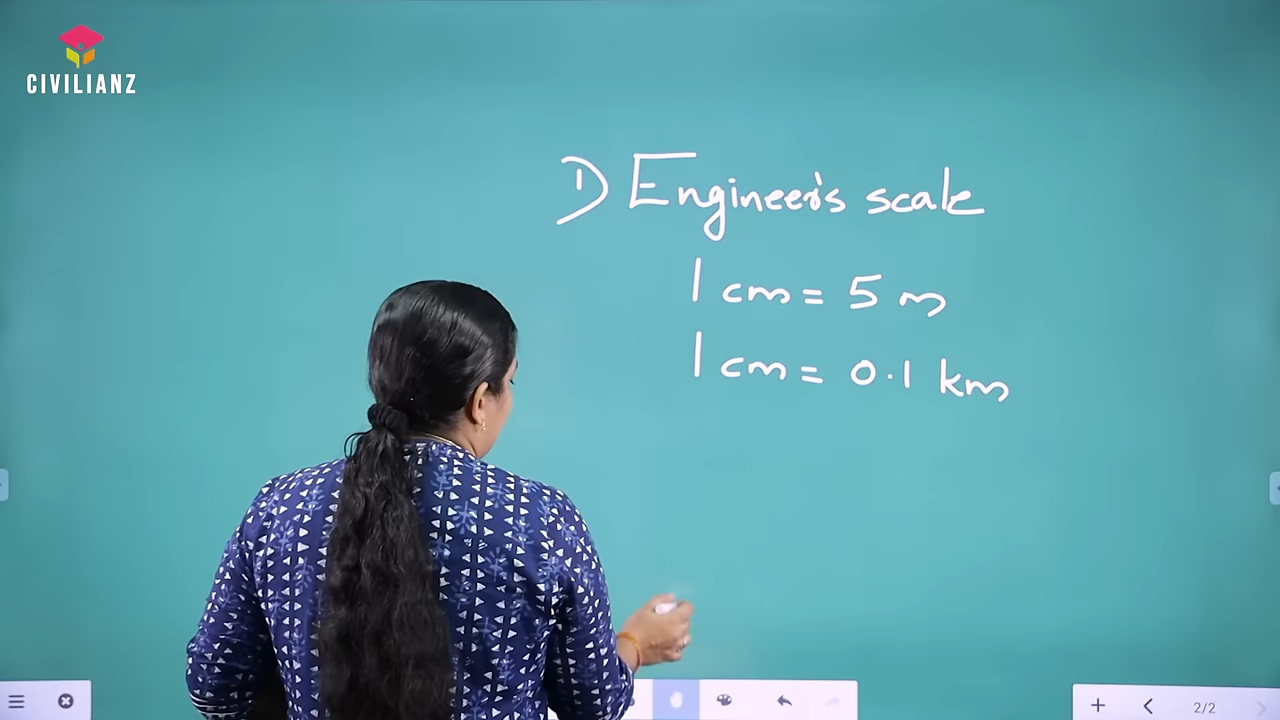 CIVILIANZ
1) Engineer's scale
1 cm = 5 m
1 cm = 0.1 km
2/2